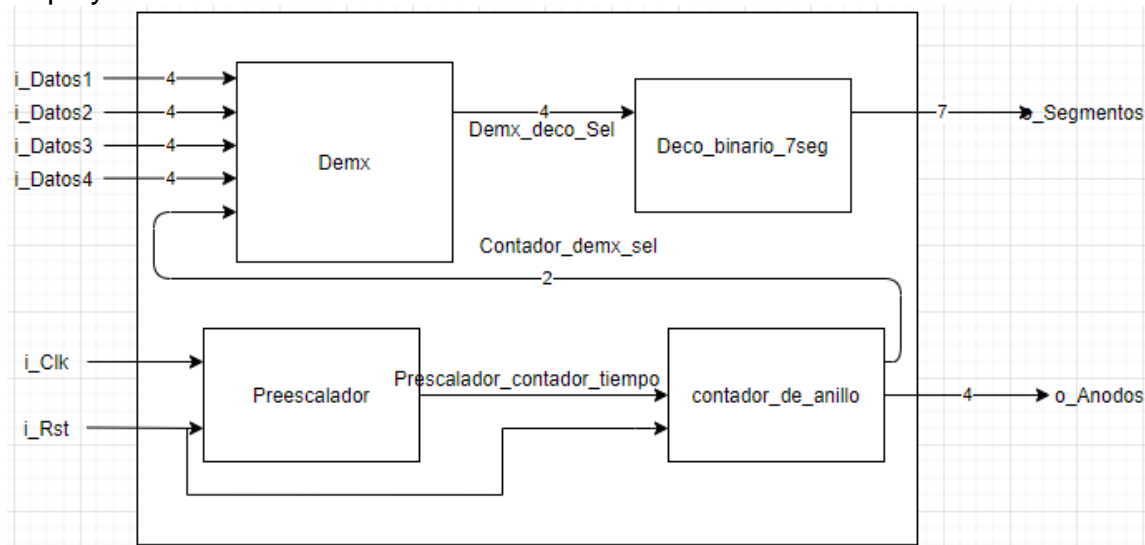 i_Datos1
4
i_Datos2
4
i_Datos3
4
i_Datos4
4
Demx
4
Demx_deco_Sel
Deco_binario_7seg
7
o_Segmentos
Contador_demx_sel
2
i_Clk
i_Rst
Preescalador
Prescalador_contador_tiempo
contador_de_anillo
4
o_Anodos